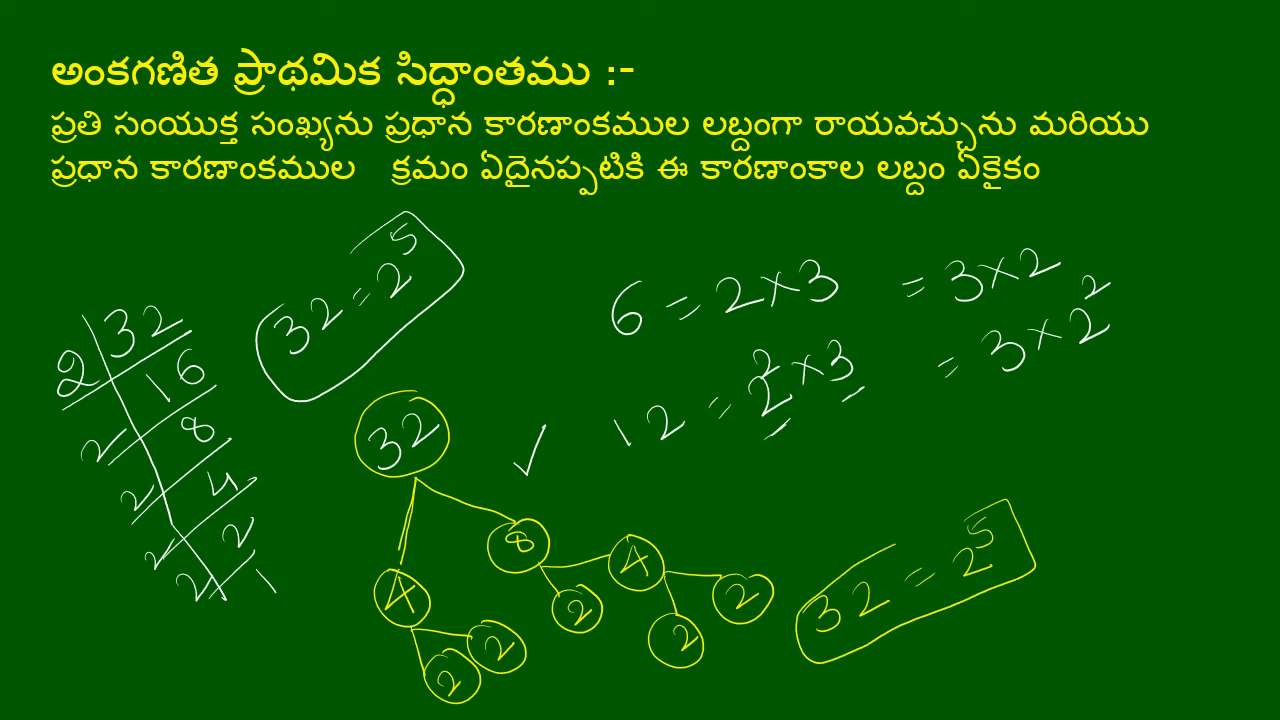 అంకగణిత ప్రాథమిక సిద్ధాంతము :-
ప్రతి సంయుక్త సంఖ్యను ప్రధాన కారణాంకముల లబ్దంగా రాయవచ్చును మరియు
ప్రధాన కారణాంకముల క్రమం ఏదైనప్పటికి ఈ కారణాంకాల లబ్దం ఏకైకం
32 = 2⁵
6 = 2 × 3 = 3 × 2
12 = 2² × 3 = 3 × 2²
2 32
2 16
2 8
2 4
2 2
1
32
8
4
4
2
2
2
2
2
32 = 2⁵